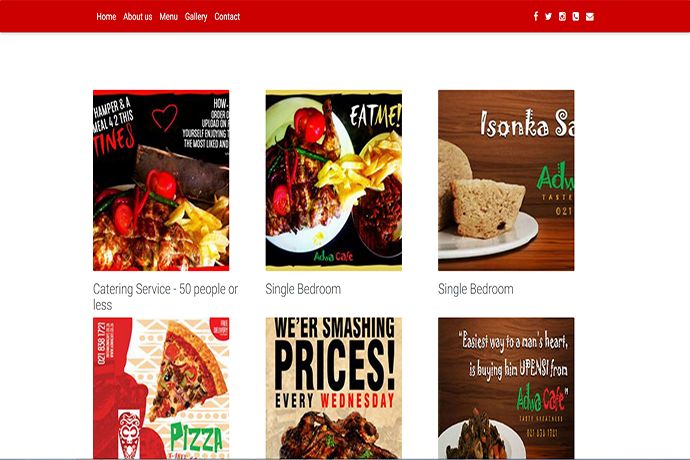 Home About us Menu Gallery Contact
HAMPER & A
MEAL 4 2 THIS
TINES
HOW-
ORDER O
UPLOAD ON F
YOURSELF ENJOYING T
THE MOST LIKED AND
EATME!
Adwa Cafe
Isonka Sa
Adwa
TASTE
021
Catering Service - 50 people or
less
Single Bedroom
Single Bedroom
021 838 1721
FREE
DELIVERY
PIZZA
WE'ER SMASHING
PRICES!
EVERY WEDNESDAY
"Easiest way to a man's heart,
is buying him UPENSI from
Adwa Cafe"
TASTE GREATNESS
021 838 1721